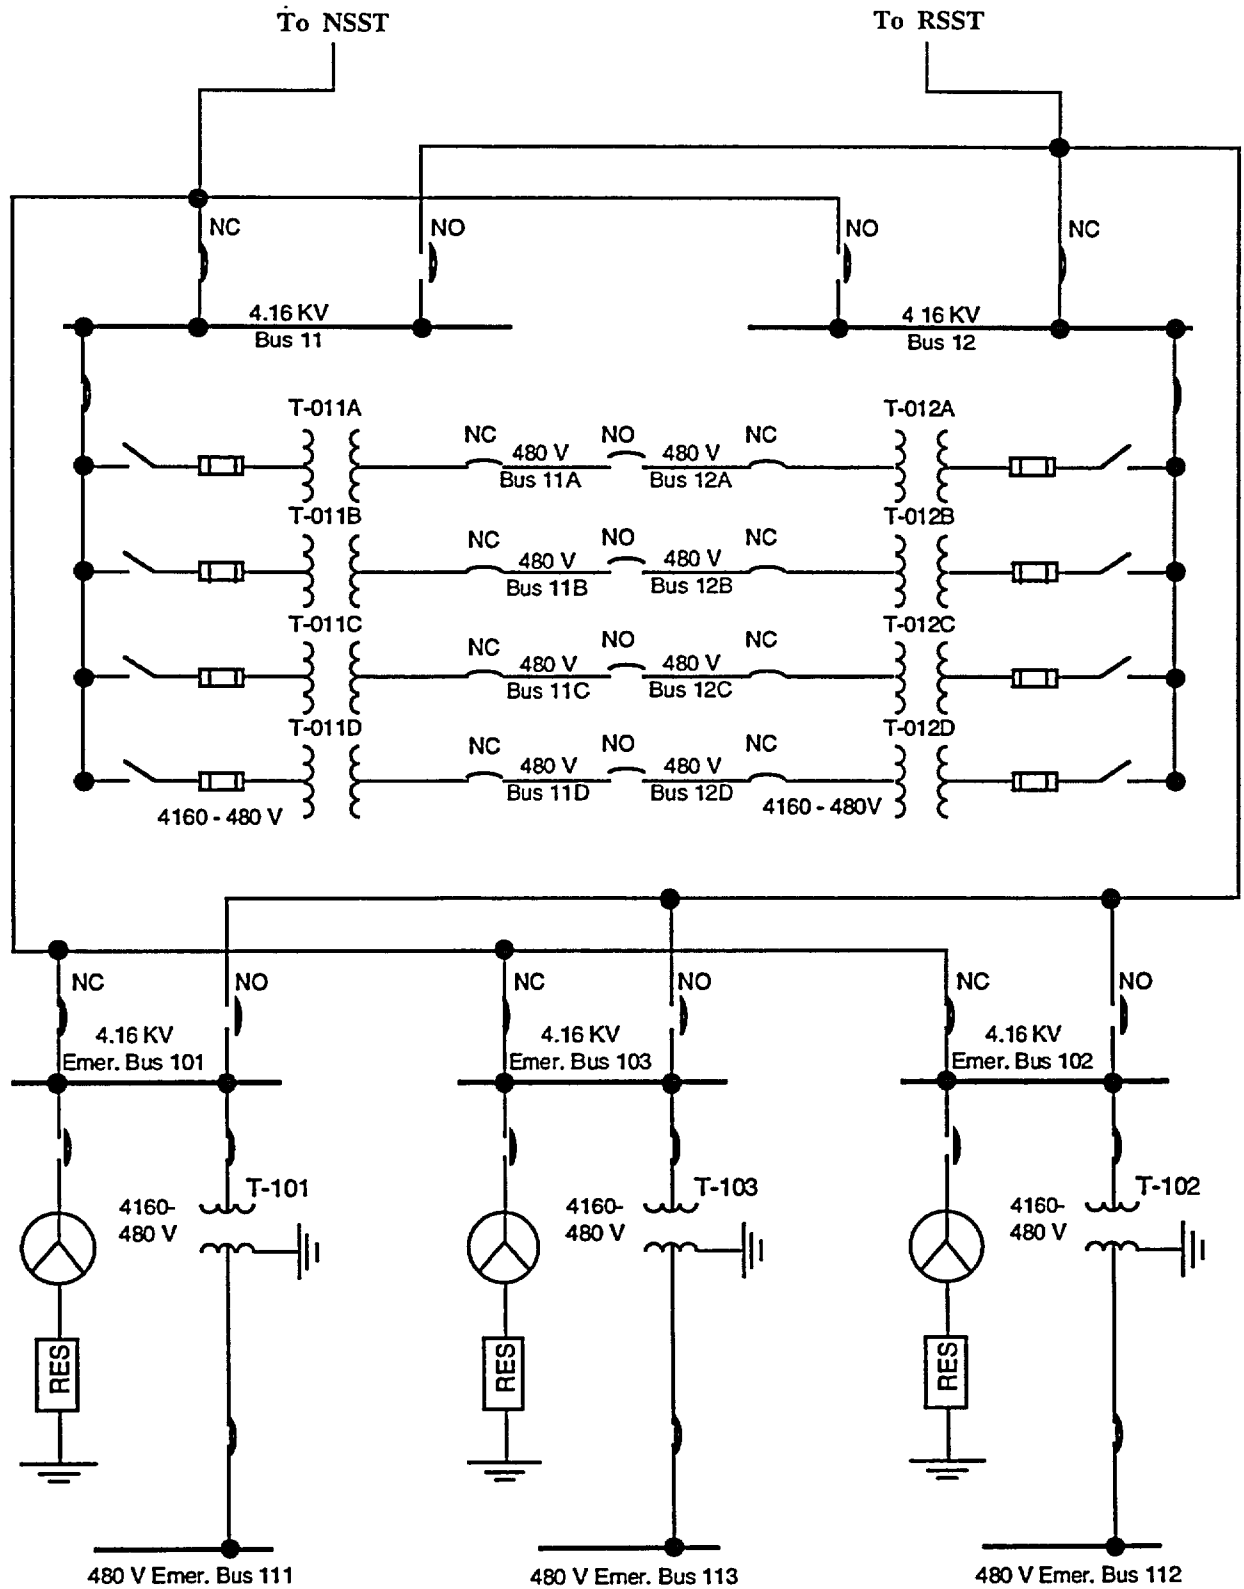 To NSST
To RSST
NC
NO
NO
NC
4.16 KV
Bus 11
4 16 KV
Bus 12
T-011A
T-012A
NC
NO
NC
480 V
480 V
Bus 11A
Bus 12A
T-011B
T-012B
NC
NO
NC
480 V
480 V
Bus 11B
Bus 12B
T-011C
T-012C
NC
NO
NC
480 V
480 V
Bus 11C
Bus 12C
T-011D
T-012D
NC
NO
NC
480 V
480 V
Bus 11D
Bus 12D
4160 - 480 V
4160 - 480V
NC
NO
NC
NO
NC
NO
4.16 KV
Emer. Bus 101
4.16 KV
Emer. Bus 103
4.16 KV
Emer. Bus 102
T-101
4160-
480 V
T-103
4160-
480 V
T-102
4160-
480 V
RES
RES
RES
480 V Emer. Bus 111
480 V Emer. Bus 113
480 V Emer. Bus 112